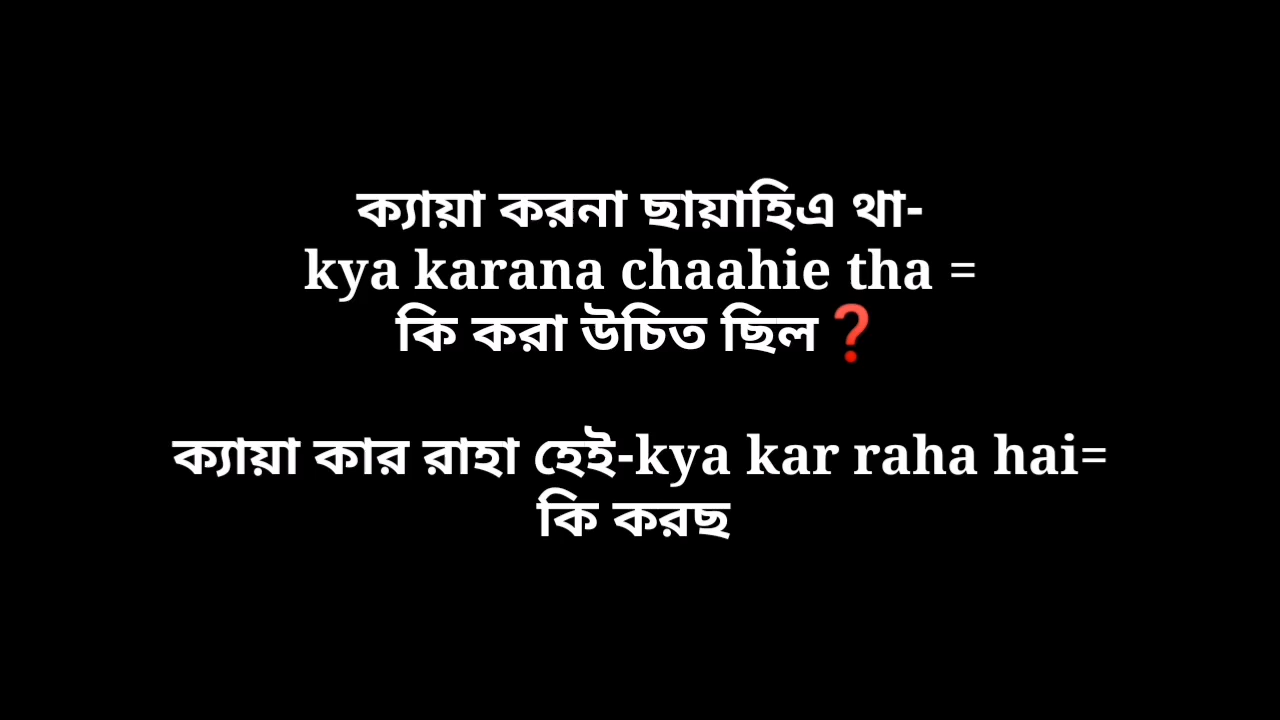 ক্যায়া করনা ছায়াহিএ থা-
kya karana chaahie tha =
কি করা উচিত ছিল❓
ক্যায়া কার রাহা হেই-kya kar raha hai=
কি করছ